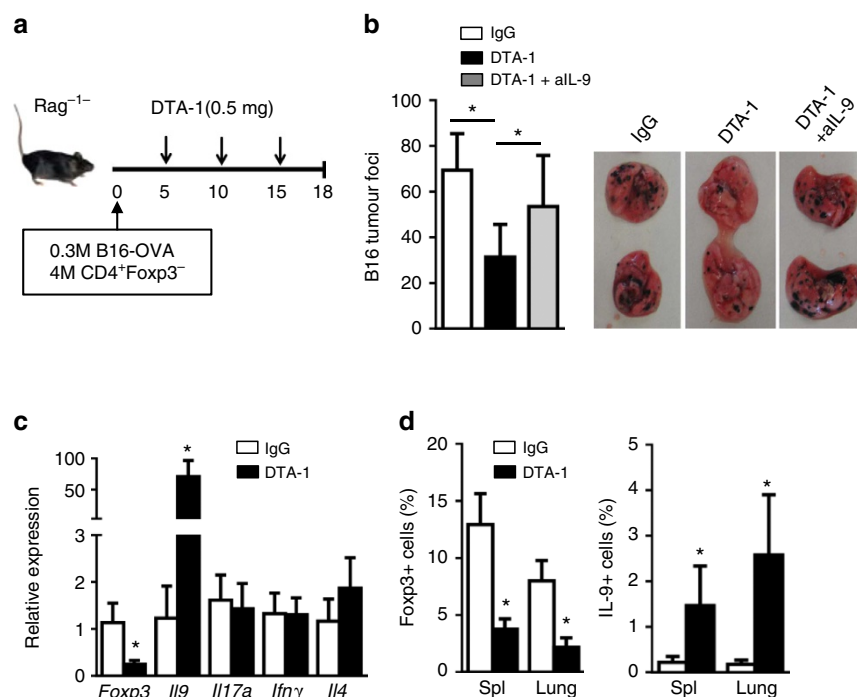 a
Rag⁻¹⁻
DTA-1(0.5 mg)
0 5 10 15 18
0.3M B16-OVA
4M CD4⁺Foxp3⁻
b
IgG
DTA-1
DTA-1 + aIL-9
B16 tumour foci
100
80
60
40
20
0
*
*
IgG
DTA-1
DTA-1
+aIL-9
c
IgG
DTA-1
Relative expression
100
50
3
2
1
0
*
*
Foxp3 Il9 Il17a Ifnγ Il4
d
IgG
DTA-1
Foxp3+ cells (%)
20
15
10
5
0
*
*
Spl Lung
IL-9+ cells (%)
5
4
3
2
1
0
*
*
Spl Lung